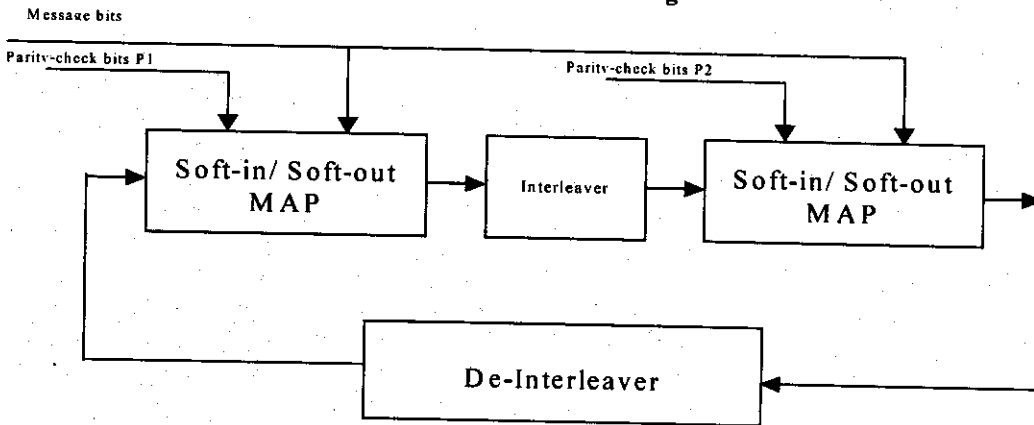 Message bits
Parity-check bits P1
Parity-check bits P2
Soft-in/ Soft-out
MAP
Interleaver
Soft-in/ Soft-out
MAP
De-Interleaver